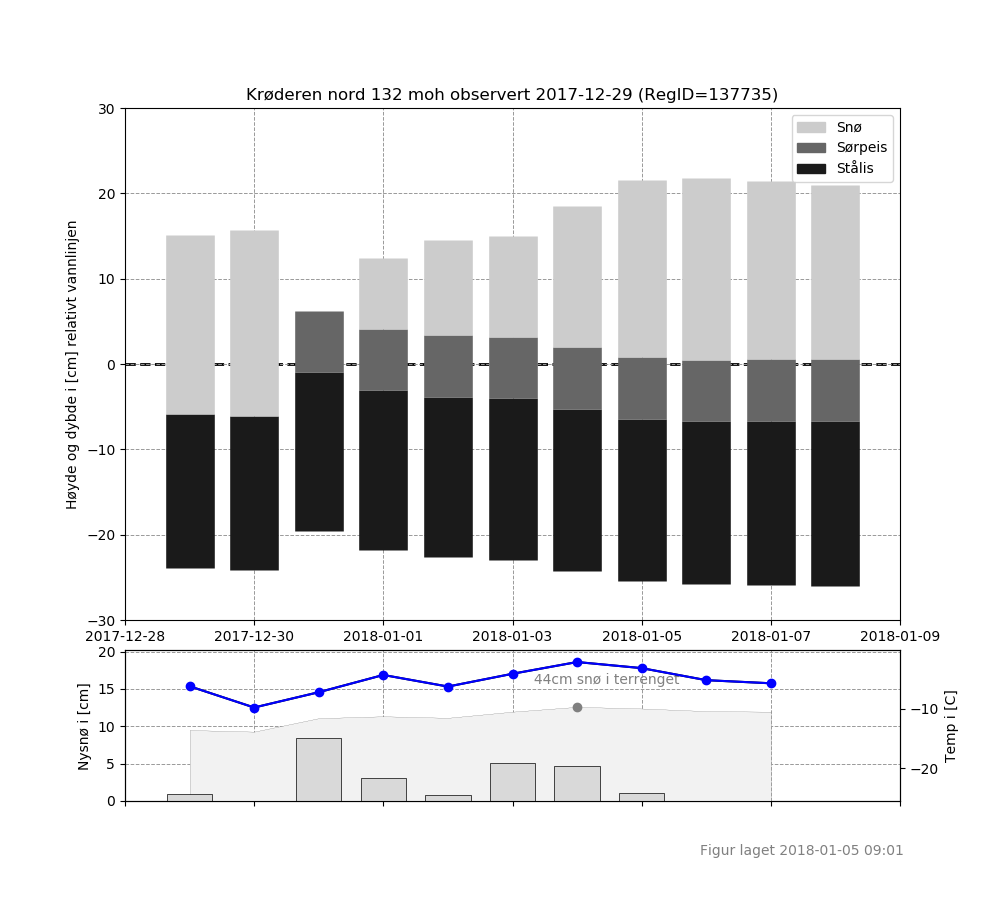 Krøderen nord 132 moh observert 2017-12-29 (RegID=137735)
Snø
Sørpeis
Stålis
Høyde og dybde i [cm] relativt vannlinjen
30
20
10
0
−10
−20
−30
2017-12-28 2017-12-30 2018-01-01 2018-01-03 2018-01-05 2018-01-07 2018-01-09
Nysnø i [cm]
20
15
10
5
0
44cm snø i terrenget
−10
−20
Temp i [C]
Figur laget 2018-01-05 09:01